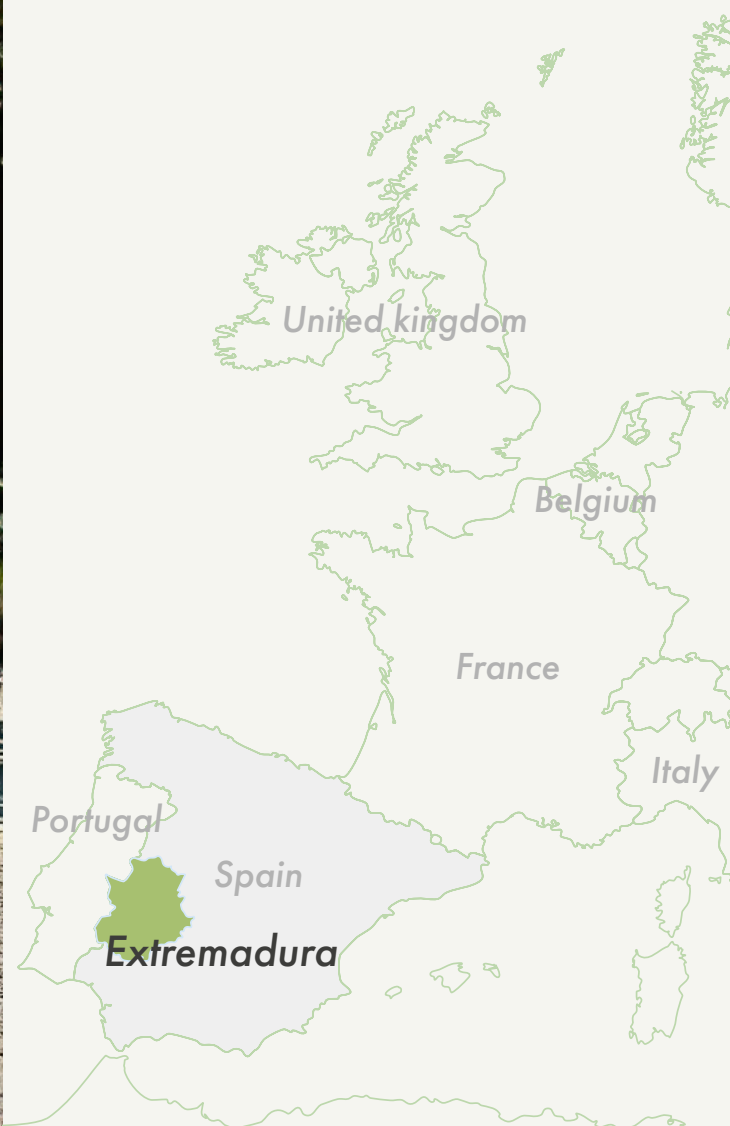 United kingdom
Belgium
France
Italy
Portugal
Spain
Extremadura